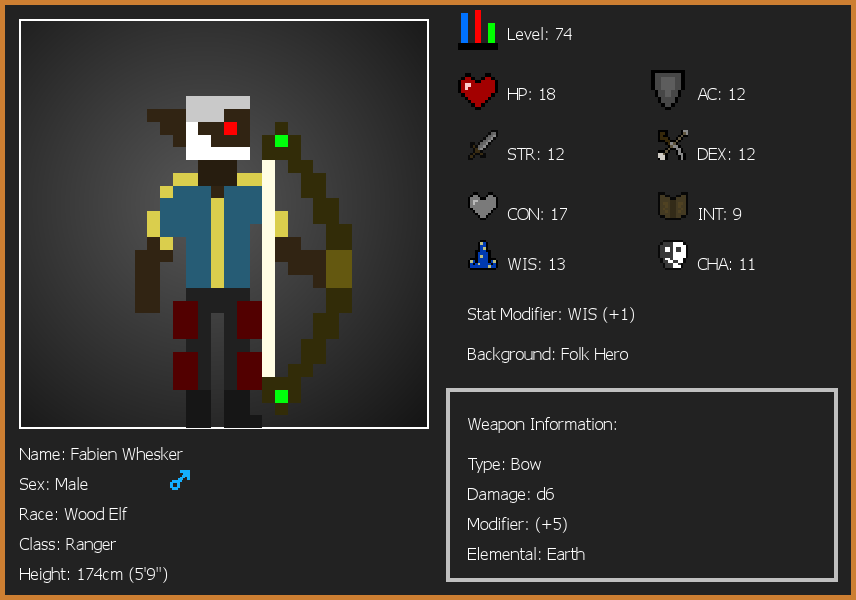 Level: 74
HP: 18
AC: 12
STR: 12
DEX: 12
CON: 17
INT: 9
WIS: 13
CHA: 11
Stat Modifier: WIS (+1)
Background: Folk Hero
Weapon Information:
Type: Bow
Damage: d6
Modifier: (+5)
Elemental: Earth
Name: Fabien Whesker
Sex: Male
Race: Wood Elf
Class: Ranger
Height: 174cm (5'9")